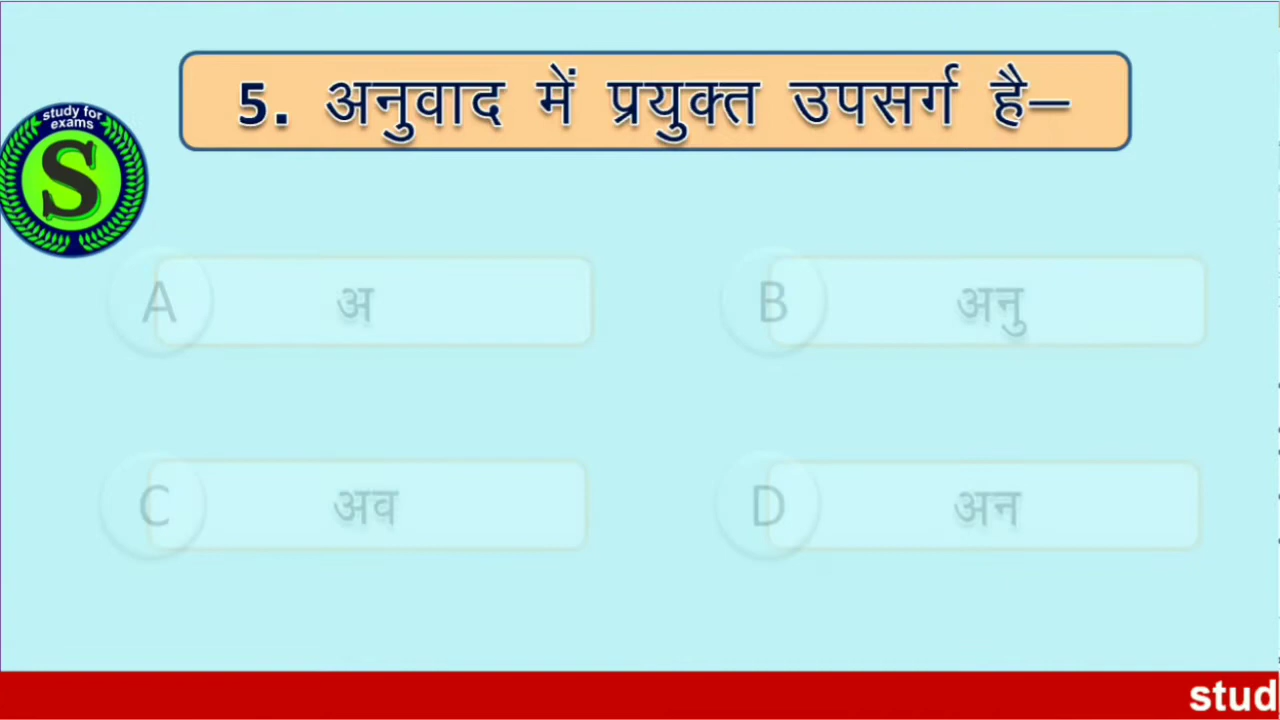 5. अनुवाद में प्रयुक्त उपसर्ग है–
study for
exams
S
A अ
B अनु
C अव
D अन
stud